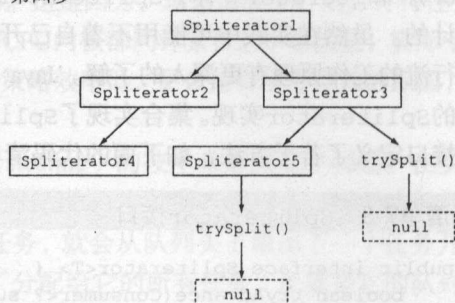 Spliterator1
Spliterator2 Spliterator3
Spliterator4 Spliterator5 trySplit()
trySplit() null
null